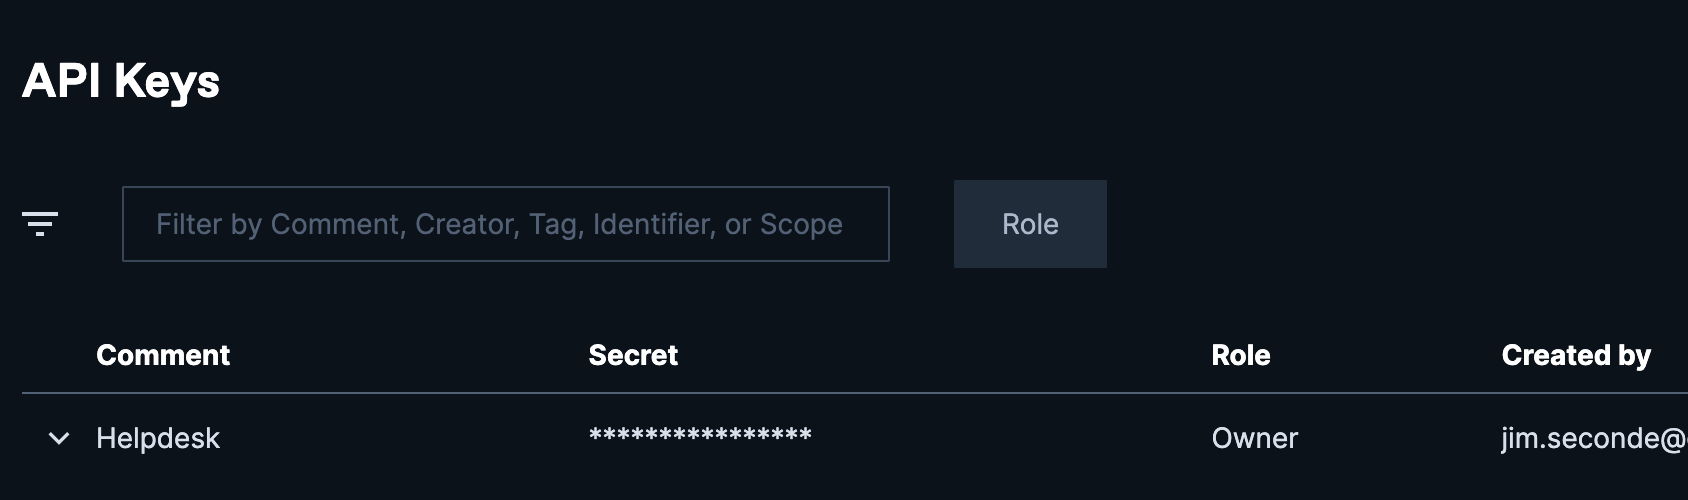 API Keys
Filter by Comment, Creator, Tag, Identifier, or Scope
Role
Comment Secret Role Created by
Helpdesk **************** Owner jim.seconde@